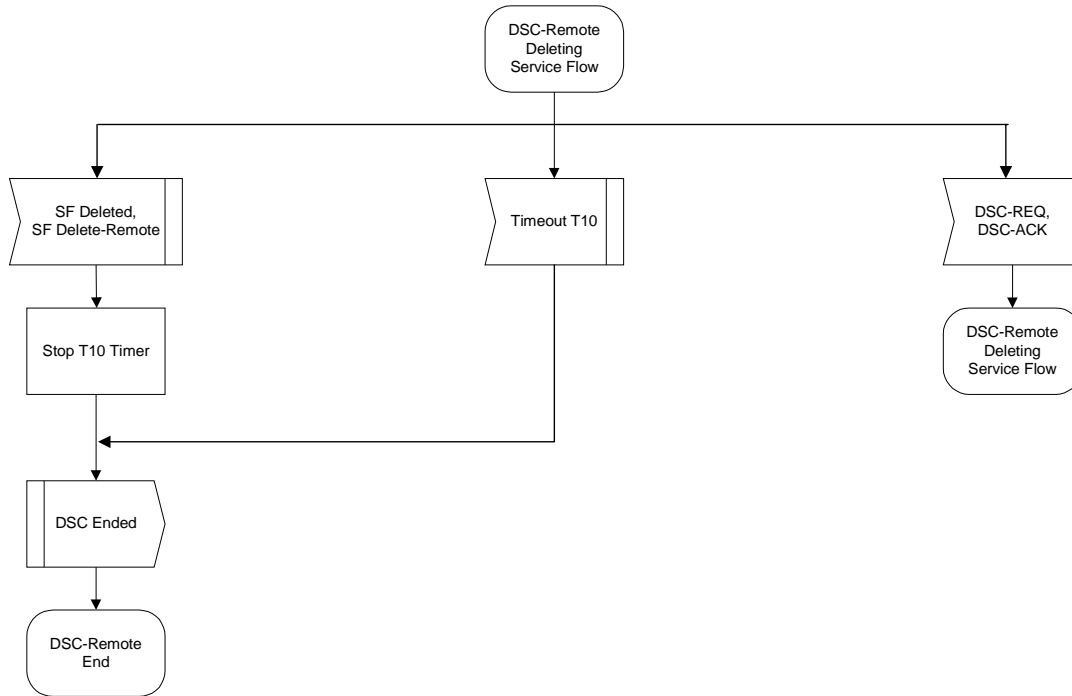 DSC-Remote
Deleting
Service Flow
SF Deleted,
SF Delete-Remote
Timeout T10
DSC-REQ,
DSC-ACK
Stop T10 Timer
DSC-Remote
Deleting
Service Flow
DSC Ended
DSC-Remote
End